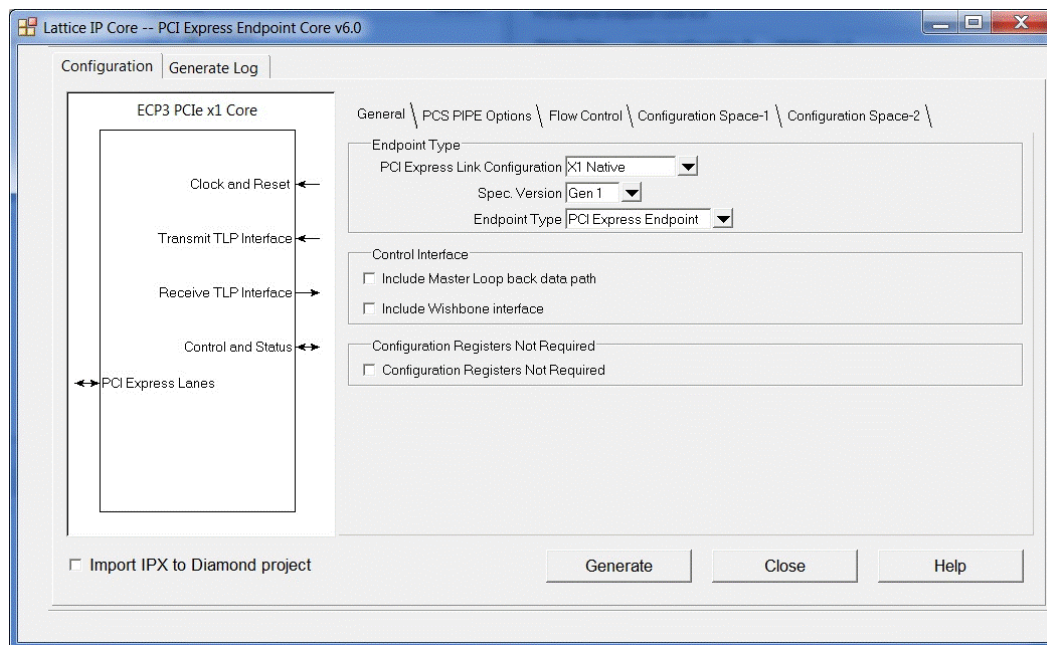 Lattice IP Core -- PCI Express Endpoint Core v6.0
Configuration
Generate Log
ECP3 PCIe x1 Core
Clock and Reset
Transmit TLP Interface
Receive TLP Interface
Control and Status
PCI Express Lanes
General \ PCS PIPE Options \ Flow Control \ Configuration Space-1 \ Configuration Space-2 \
Endpoint Type
PCI Express Link Configuration X1 Native
Spec. Version Gen 1
Endpoint Type PCI Express Endpoint
Control Interface
Include Master Loop back data path
Include Wishbone interface
Configuration Registers Not Required
Configuration Registers Not Required
Import IPX to Diamond project
Generate
Close
Help